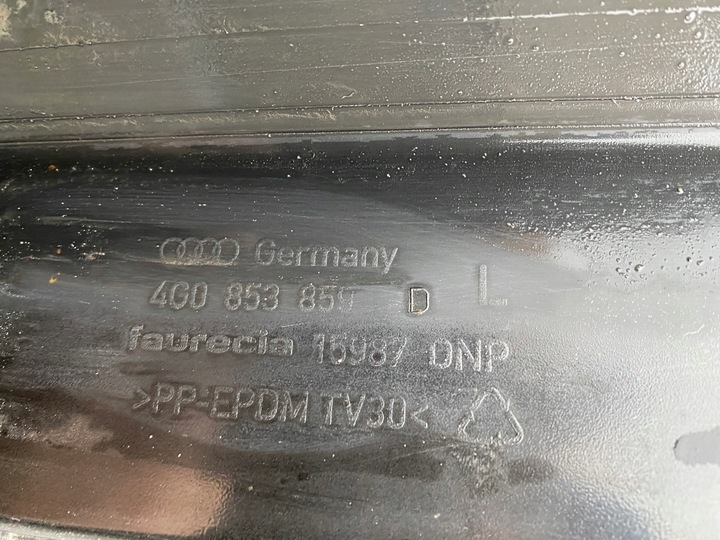 Germany
4G0 853 859 D L
faurecia 15987 DNP
>PP-EPDM TV30<